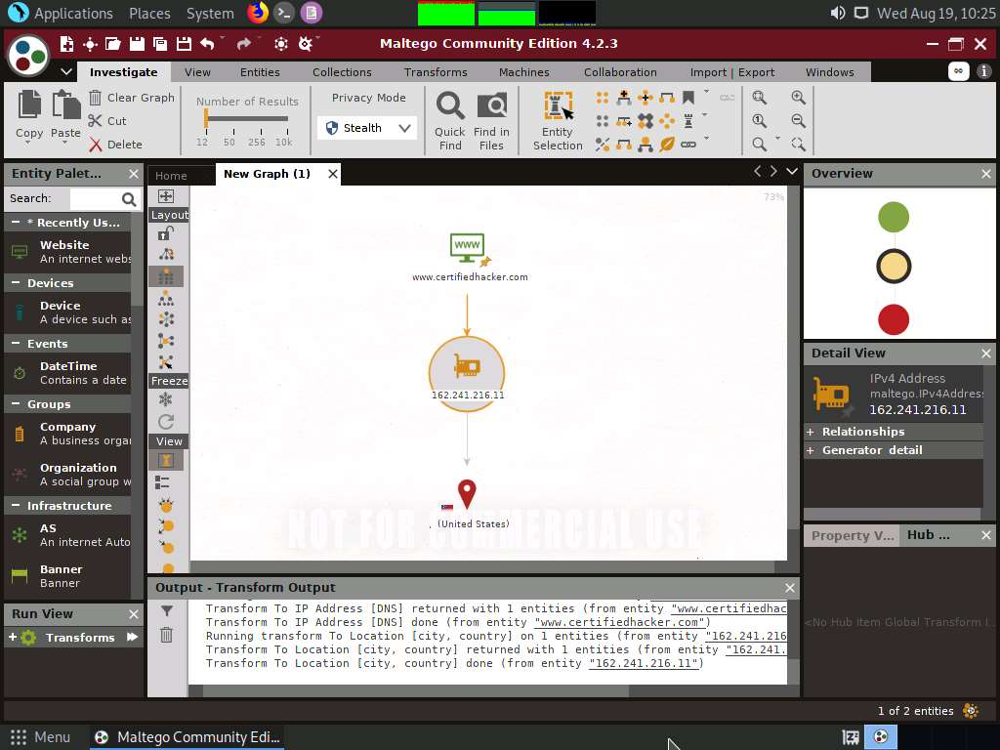 Applications Places System
Wed Aug 19, 10:25
Maltego Community Edition 4.2.3
Investigate View Entities Collections Transforms Machines Collaboration Import | Export Windows
Copy Paste
Clear Graph
Cut
Delete
Number of Results
12 50 256 10k
Privacy Mode
Stealth
Quick Find
Find in Files
Entity Selection
Entity Palet...
Search:
* Recently Us...
Website
An internet webs
Devices
Device
A device such as
Events
DateTime
Contains a date
Groups
Company
A business organ
Organization
A social group w
Infrastructure
AS
An internet Auto
Banner
Banner
Run View
Transforms
Home New Graph (1)
Layout
Freeze
View
73%
www
www.certifiedhacker.com
162.241.216.11
, (United States)
NOT FOR COMMERCIAL USE
Output - Transform Output
Transform To IP Address [DNS] returned with 1 entities (from entity "www.certifiedhac
Transform To IP Address [DNS] done (from entity "www.certifiedhacker.com")
Running transform To Location [city, country] on 1 entities (from entity "162.241.216
Transform To Location [city, country] returned with 1 entities (from entity "162.241.
Transform To Location [city, country] done (from entity "162.241.216.11")
Overview
Detail View
IPv4 Address
maltego.IPv4Address
162.241.216.11
+ Relationships
+ Generator detail
Property V... Hub ...
<No Hub Item Global Transform I
1 of 2 entities
Menu Maltego Community Edi...